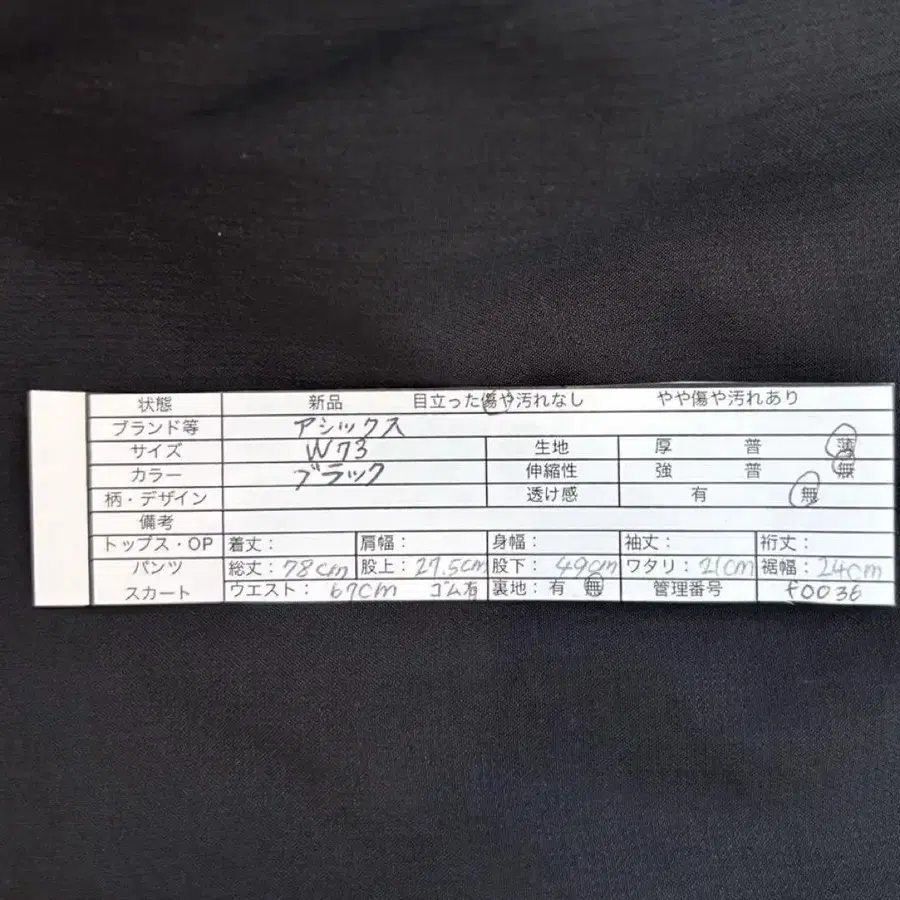 状態 新品 目立った傷や汚れなし やや傷や汚れあり
ブランド等 アシックス
サイズ W73 生地 厚 普 薄
カラー ブラック 伸縮性 強 普 無
柄・デザイン 透け感 有 無
備考
トップス・OP 着丈: 肩幅: 身幅: 袖丈: 裄丈:
パンツ 総丈:78cm 股上:27.5cm 股下:49cm ワタリ:21cm 裾幅:24cm
スカート ウエスト:67cm ゴム有 裏地:有 無 管理番号 f0036